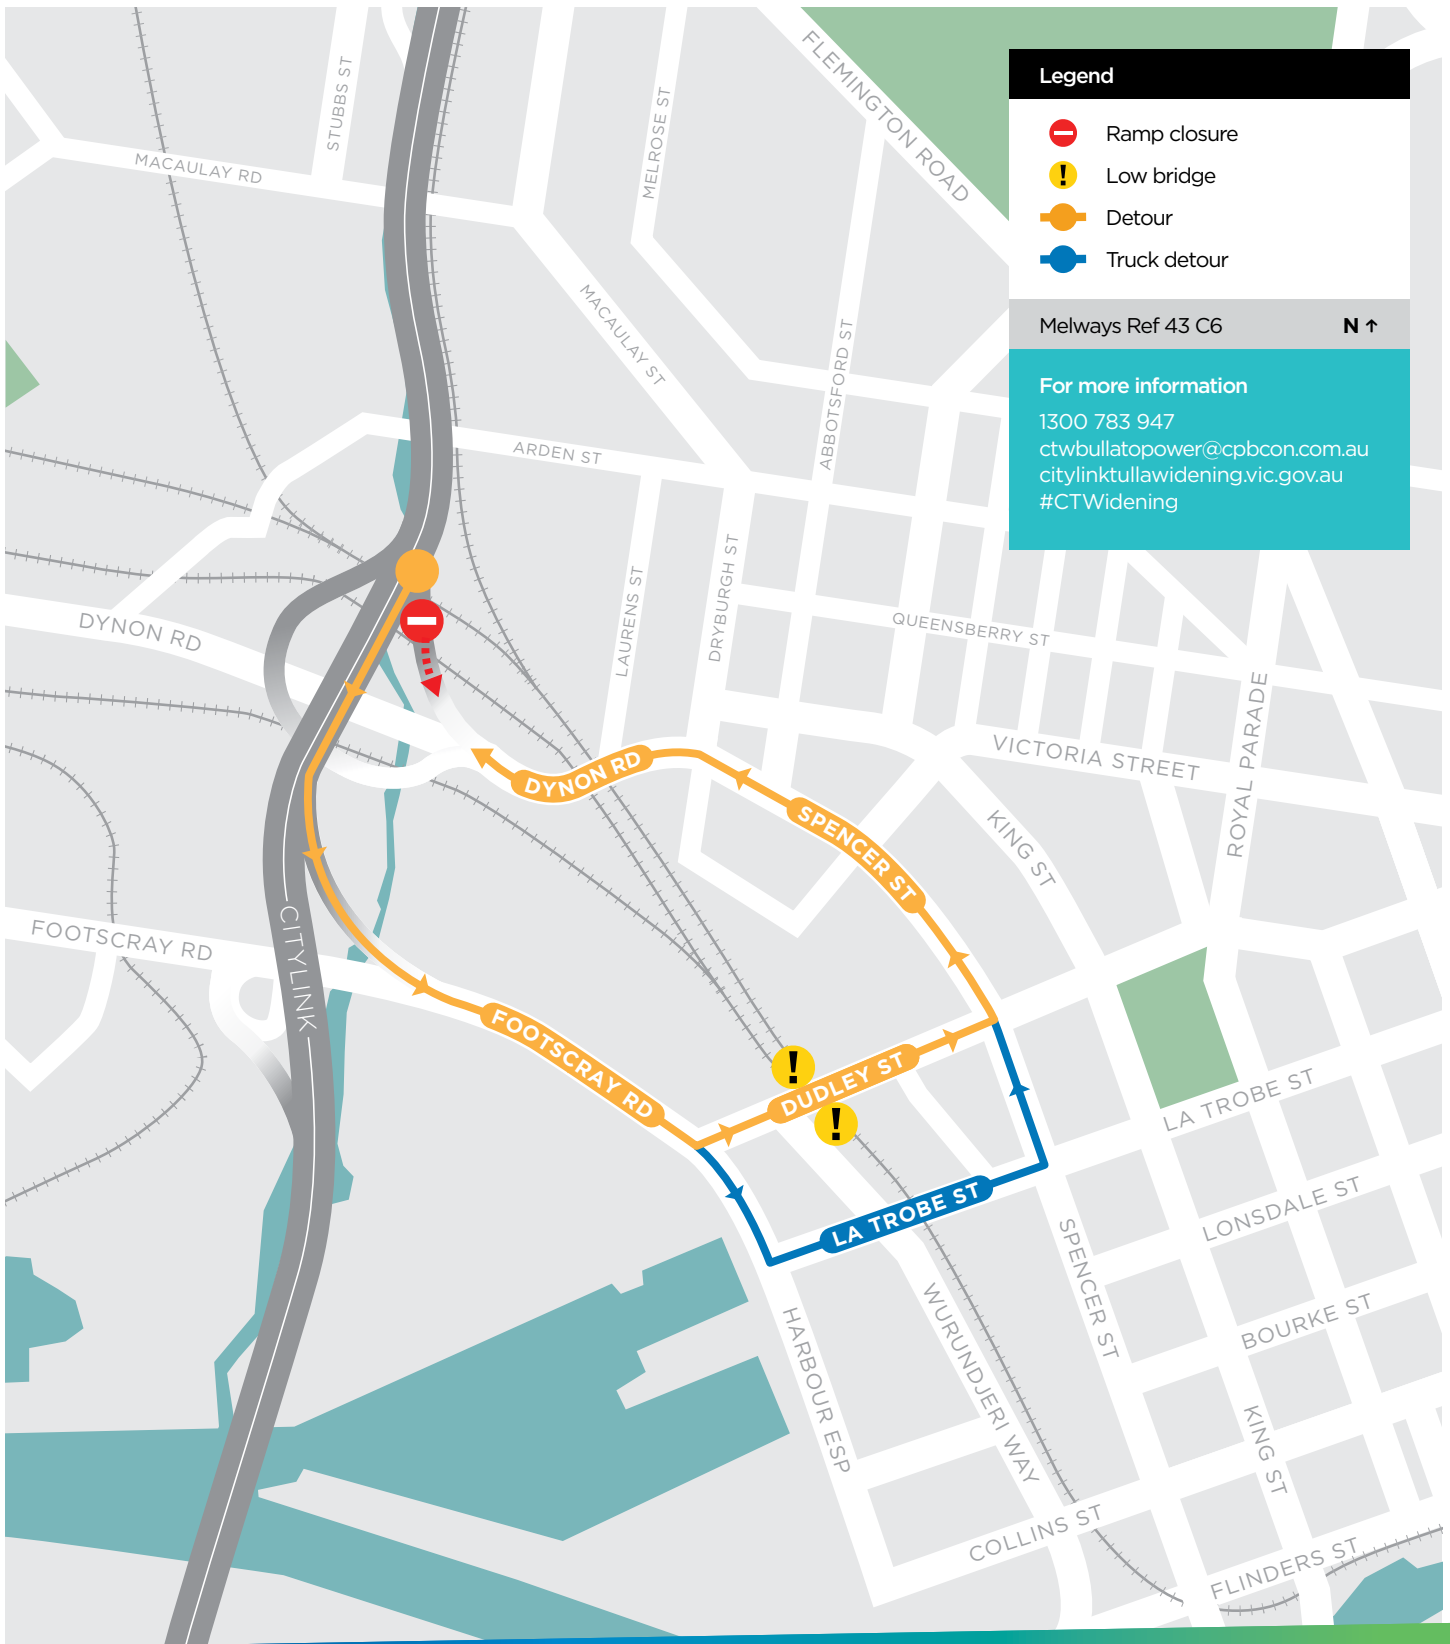 STUBBS ST
MACAULAY RD
MELROSE ST
FLEMINGTON ROAD
Legend
Ramp closure
! Low bridge
Detour
Truck detour
Melways Ref 43 C6 N ↑
For more information
1300 783 947
ctwbullatopower@cpbcon.com.au
citylinktullawidening.vic.gov.au
#CTWidening
MACAULAY ST
ABBOTSFORD ST
ARDEN ST
LAURENS ST
DRYBURGH ST
QUEENSBERRY ST
DYNON RD
ROYAL PARADE
VICTORIA STREET
DYNON RD
SPENCER ST
KING ST
FOOTSCRAY RD
CITYLINK
FOOTSCRAY RD
!
DUDLEY ST
!
LA TROBE ST
LA TROBE ST
LONSDALE ST
SPENCER ST
BOURKE ST
HARBOUR ESP
WURUNDJERI WAY
KING ST
COLLINS ST
FLINDERS ST